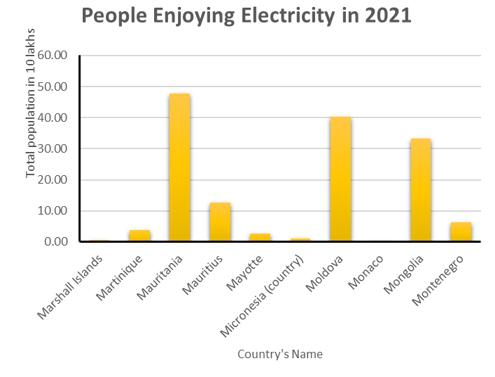 People Enjoying Electricity in 2021
Total population in 10 lakhs
60.00
50.00
40.00
30.00
20.00
10.00
0.00
Marshall Islands
Martinique
Mauritania
Mauritius
Mayotte
Micronesia (country)
Moldova
Monaco
Mongolia
Montenegro
Country's Name